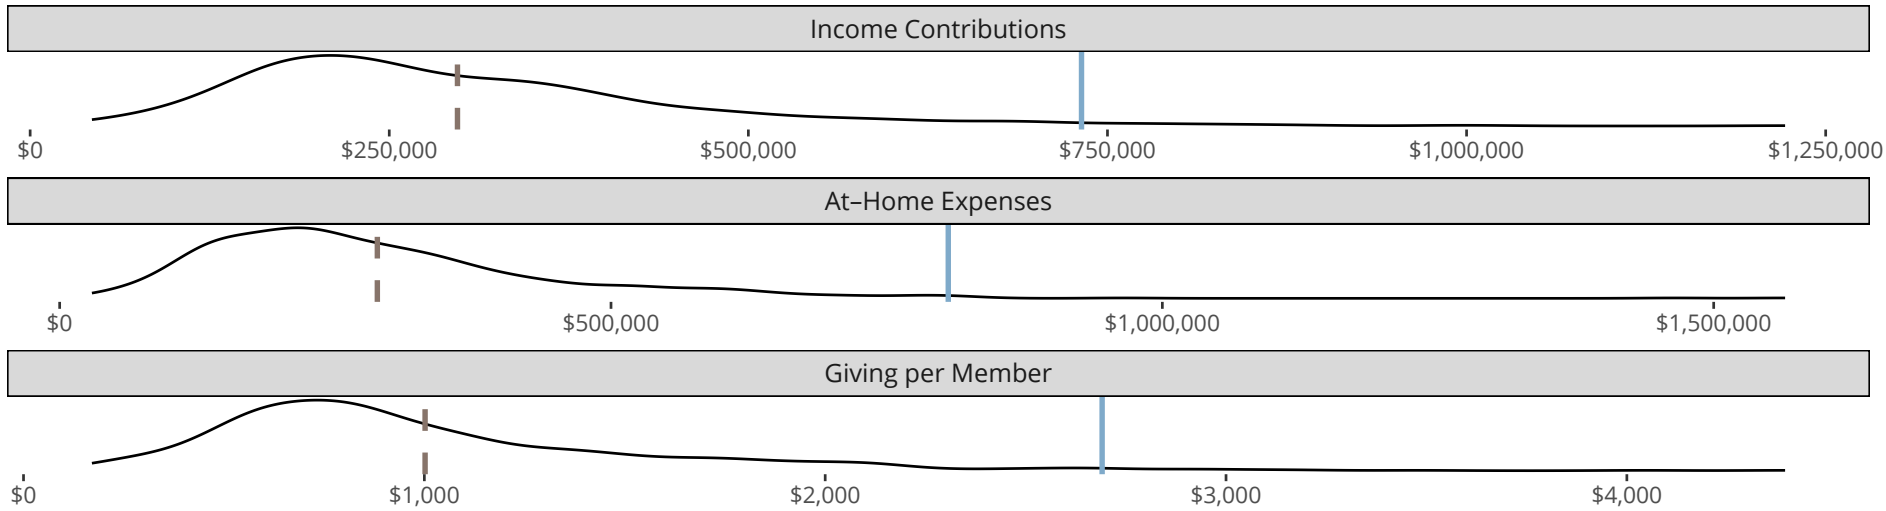 Income Contributions
$0 $250,000 $500,000 $750,000 $1,000,000 $1,250,000
At–Home Expenses
$0 $500,000 $1,000,000 $1,500,000
Giving per Member
$0 $1,000 $2,000 $3,000 $4,000